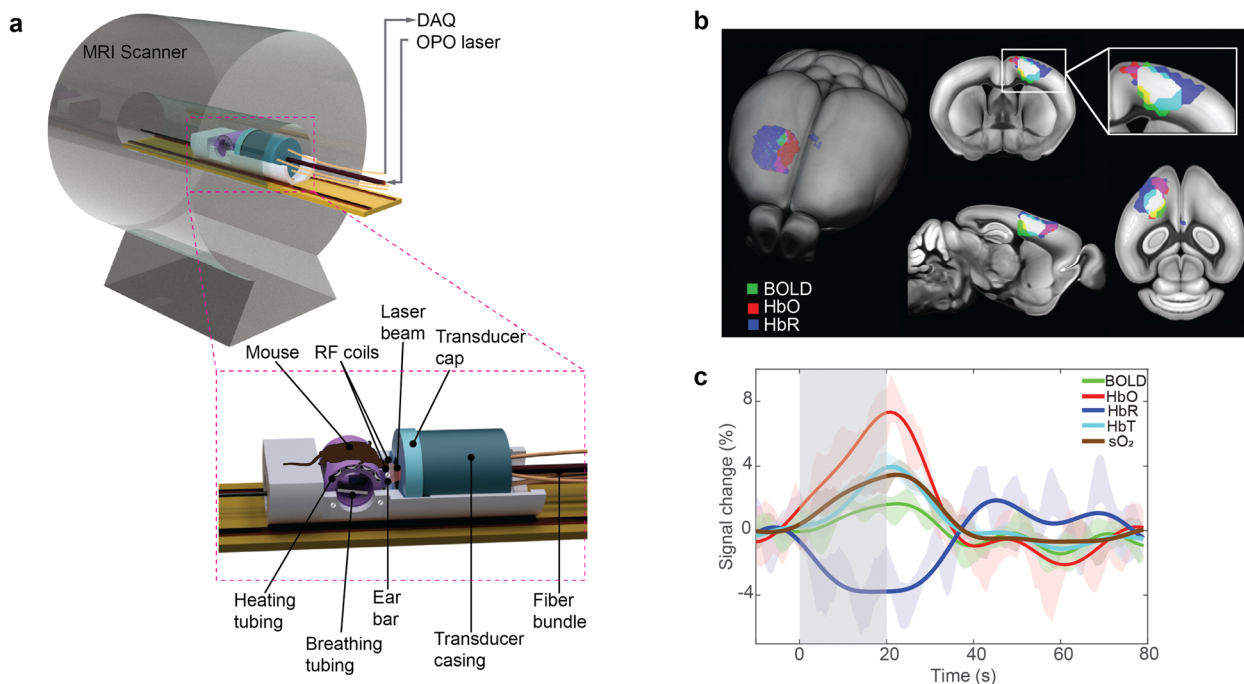 a
DAQ
OPO laser
MRI Scanner
Laser
beam
Transducer
cap
Mouse
RF coils
Heating
tubing
Breathing
tubing
Ear
bar
Transducer
casing
Fiber
bundle
b
BOLD
HbO
HbR
c
BOLD
HbO
HbR
HbT
sO₂
8
4
0
-4
Signal change (%)
0
20
40
60
80
Time (s)